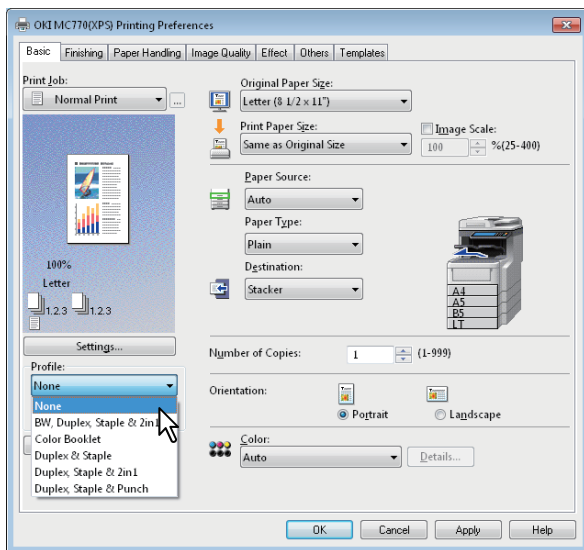 OKI MC770(XPS) Printing Preferences
Basic Finishing Paper Handling Image Quality Effect Others Templates
Print Job:
Normal Print
...
100%
Letter
1.2.3 1.2.3
Settings...
Profile:
None
None
BW, Duplex, Staple & 2in1
Color Booklet
Duplex & Staple
Duplex, Staple & 2in1
Duplex, Staple & Punch
Original Paper Size:
Letter (8 1/2 x 11")
Print Paper Size:
Same as Original Size
Image Scale:
100 %(25-400)
Paper Source:
Auto
Paper Type:
Plain
Destination:
Stacker
A4
A5
B5
LT
Number of Copies: 1 (1-999)
Orientation:
Portrait Landscape
Color:
Auto
Details...
OK Cancel Apply Help